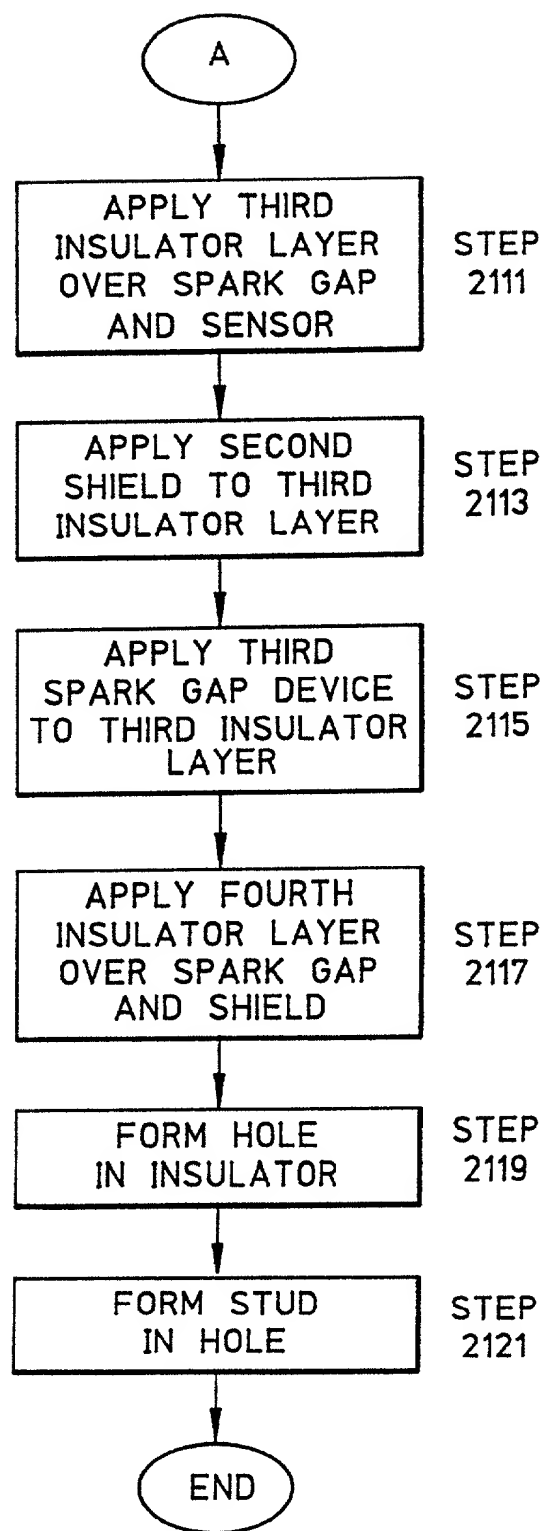 A
APPLY THIRD
INSULATOR LAYER
OVER SPARK GAP
AND SENSOR
STEP
2111
APPLY SECOND
SHIELD TO THIRD
INSULATOR LAYER
STEP
2113
APPLY THIRD
SPARK GAP DEVICE
TO THIRD INSULATOR
LAYER
STEP
2115
APPLY FOURTH
INSULATOR LAYER
OVER SPARK GAP
AND SHIELD
STEP
2117
FORM HOLE
IN INSULATOR
STEP
2119
FORM STUD
IN HOLE
STEP
2121
END